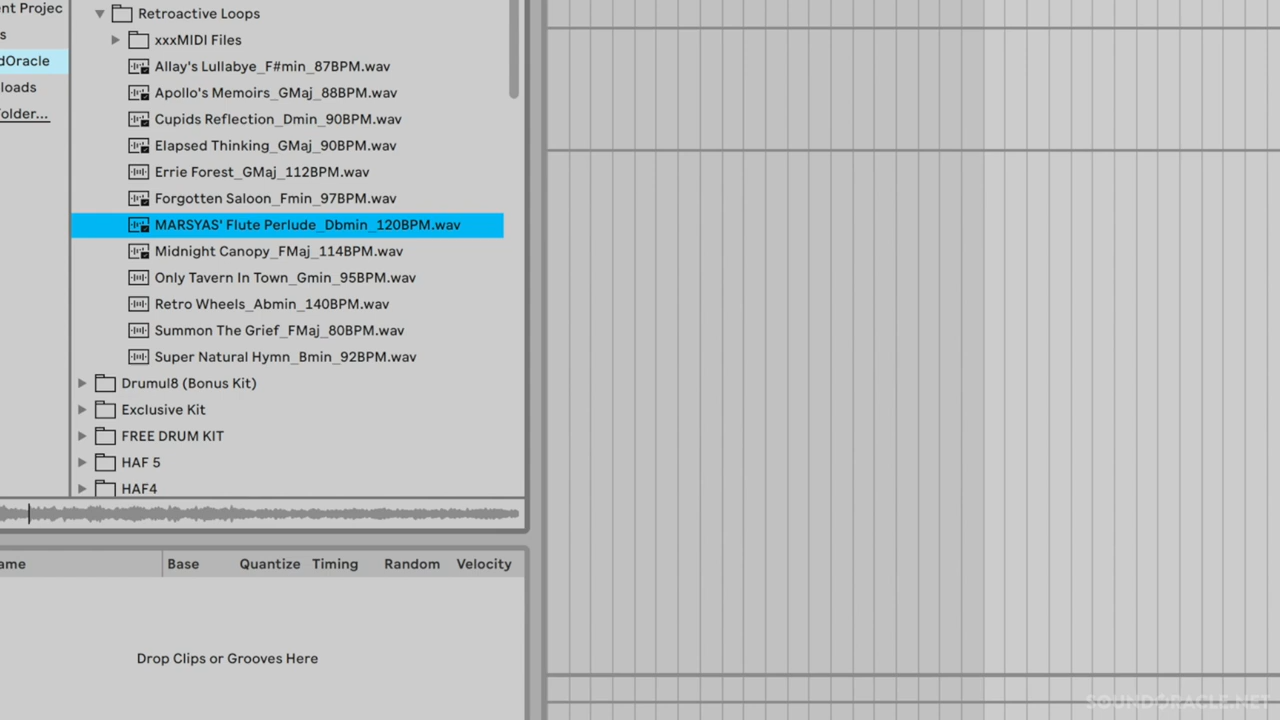 nt Projec
Retroactive Loops
s
xxxMIDI Files
dOracle
Allay's Lullabye_F#min_87BPM.wav
loads
Apollo's Memoirs_GMaj_88BPM.wav
older...
Cupids Reflection_Dmin_90BPM.wav
Elapsed Thinking_GMaj_90BPM.wav
Errie Forest_GMaj_112BPM.wav
Forgotten Saloon_Fmin_97BPM.wav
MARSYAS' Flute Perlude_Dbmin_120BPM.wav
Midnight Canopy_FMaj_114BPM.wav
Only Tavern In Town_Gmin_95BPM.wav
Retro Wheels_Abmin_140BPM.wav
Summon The Grief_FMaj_80BPM.wav
Super Natural Hymn_Bmin_92BPM.wav
Drumul8 (Bonus Kit)
Exclusive Kit
FREE DRUM KIT
HAF 5
HAF4
ame Base Quantize Timing Random Velocity
Drop Clips or Grooves Here
SOUNDORACLE.NET